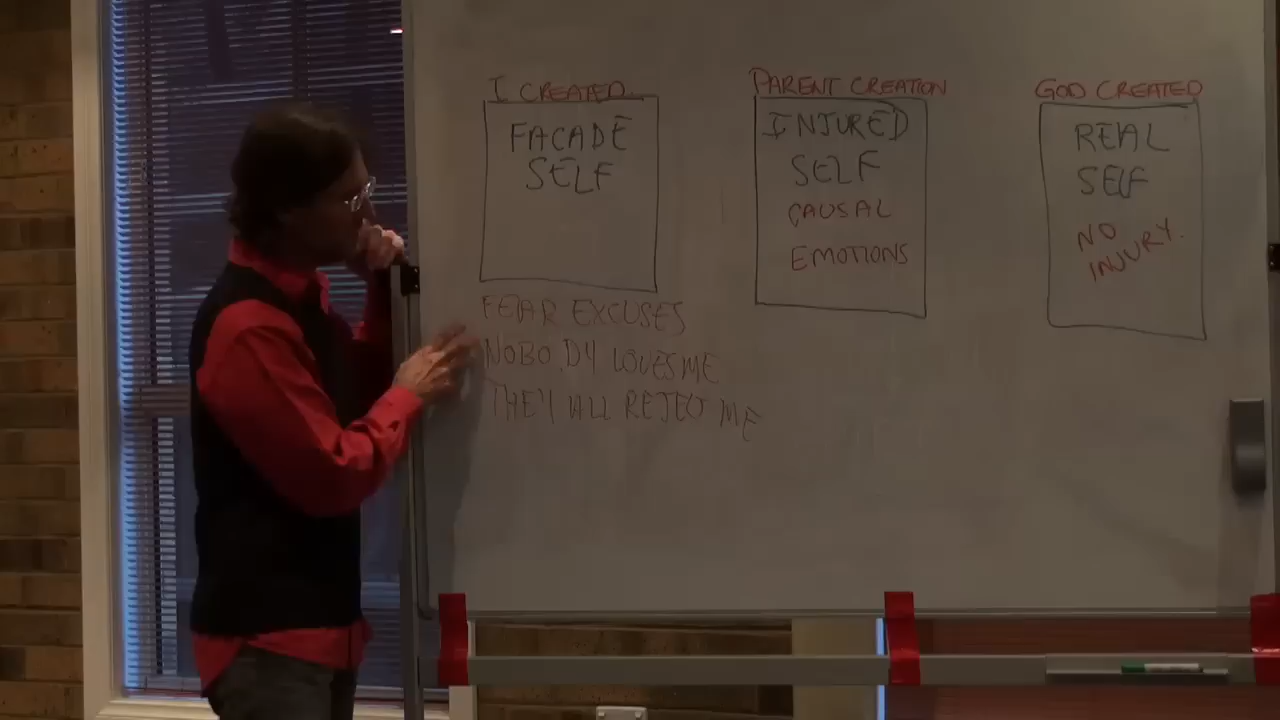 I CREATED
FACADE
SELF
FEAR EXCUSES
NOBODY LOVES ME
THEY ALL REJECT ME
PARENT CREATION
INJURED
SELF
CAUSAL
EMOTIONS
GOD CREATED
REAL
SELF
NO
INJURY.